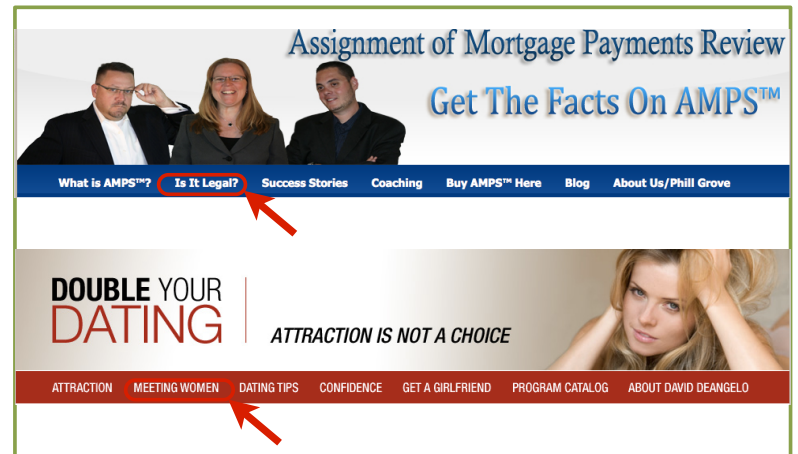 Assignment of Mortgage Payments Review
Get The Facts On AMPS™
What is AMPS™? Is It Legal? Success Stories Coaching Buy AMPS™ Here Blog About Us/Phill Grove
DOUBLE YOUR
DATING
ATTRACTION IS NOT A CHOICE
ATTRACTION MEETING WOMEN DATING TIPS CONFIDENCE GET A GIRLFRIEND PROGRAM CATALOG ABOUT DAVID DEANGELO